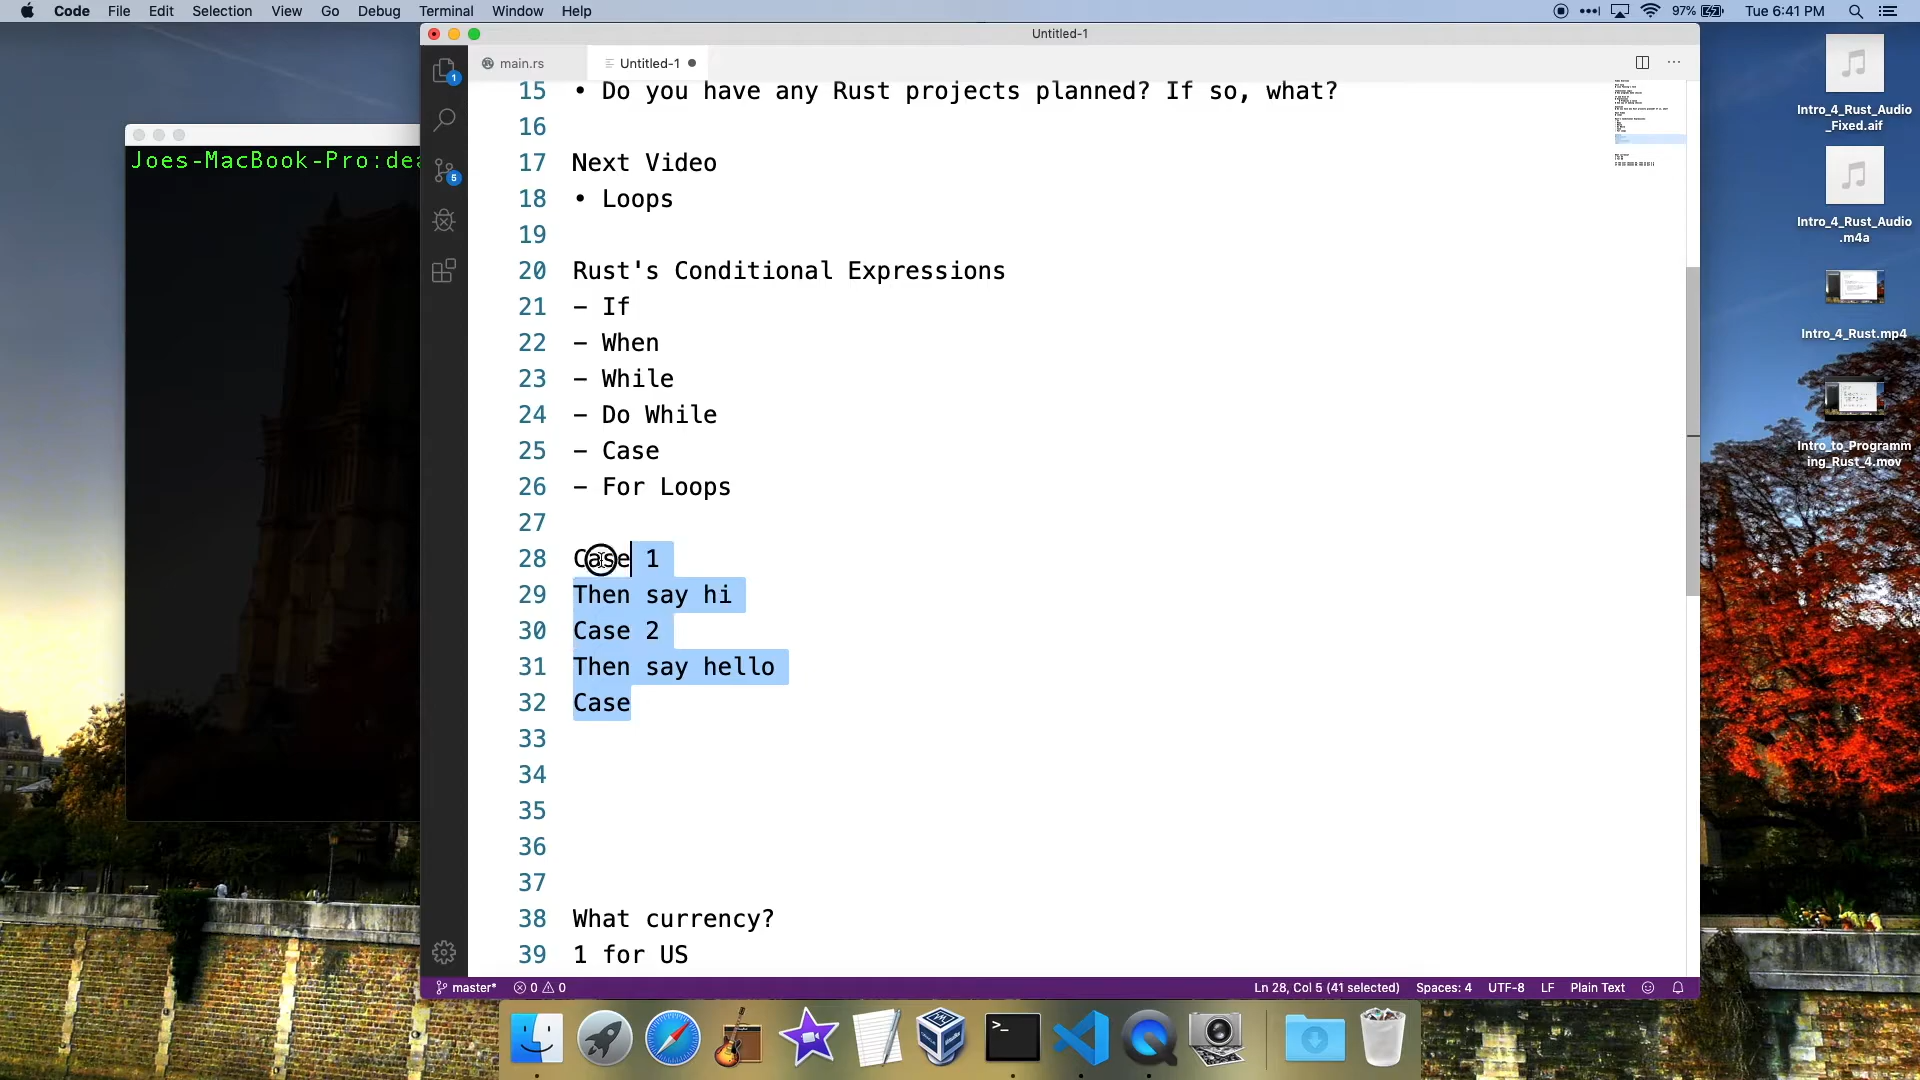 Code File Edit Selection View Go Debug Terminal Window Help
97% Tue 6:41 PM
Untitled-1
main.rs
Untitled-1
Joes-MacBook-Pro:dea
1
5
15 • Do you have any Rust projects planned? If so, what?
16
17 Next Video
18 • Loops
19
20 Rust's Conditional Expressions
21 – If
22 – When
23 – While
24 – Do While
25 – Case
26 – For Loops
27
28 Case 1
29 Then say hi
30 Case 2
31 Then say hello
32 Case
33
34
35
36
37
38 What currency?
39 1 for US
master* 0 0
Ln 28, Col 5 (41 selected) Spaces: 4 UTF-8 LF Plain Text
Intro_4_Rust_Audio
_Fixed.aif
Intro_4_Rust_Audio
.m4a
Intro_4_Rust.mp4
Intro_to_Programm
ing_Rust_4.mov